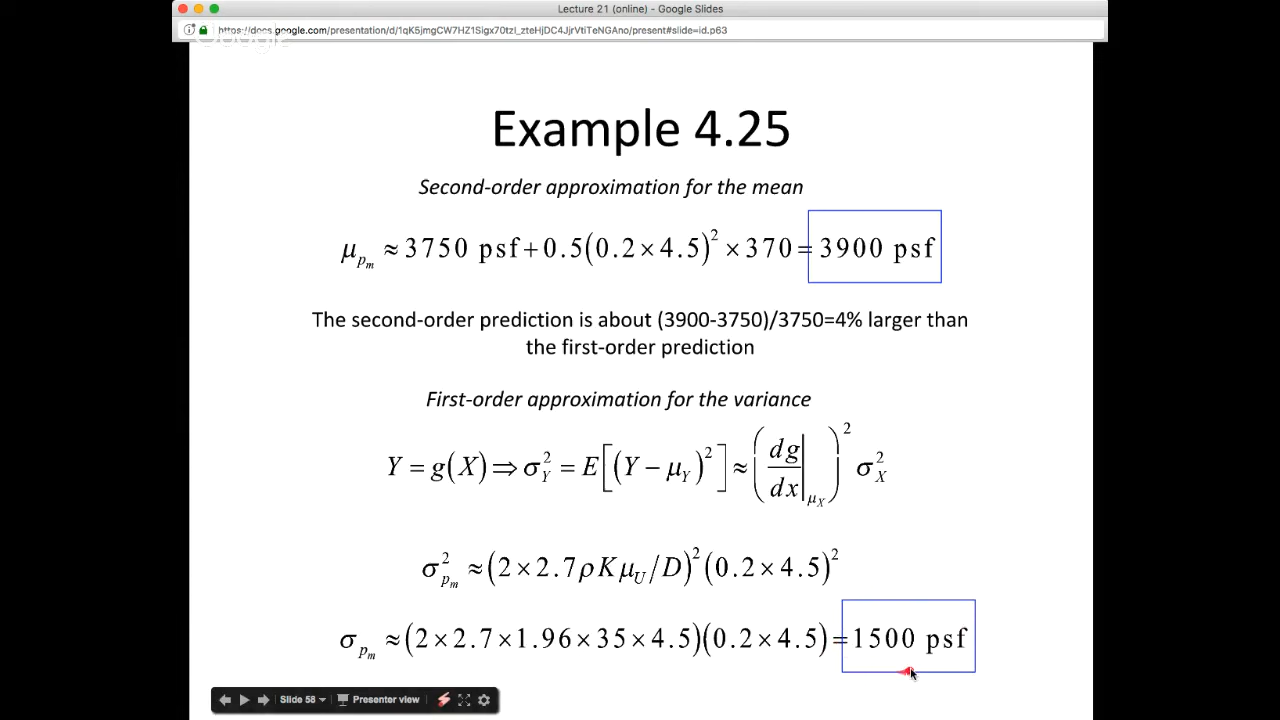 Lecture 21 (online) - Google Slides
https://docs.google.com/presentation/d/1qK5jmgCW7HZ1Sigx70tzl_zteHjDC4JjrVtiTeNGAno/present#slide=id.p63
Google
Example 4.25
Second-order approximation for the mean
μ_{p_m} ≈ 3750 psf + 0.5(0.2 × 4.5)² × 370 = 3900 psf
The second-order prediction is about (3900-3750)/3750=4% larger than
the first-order prediction
First-order approximation for the variance
Y = g(X) ⇒ σ_Y² = E[(Y − μ_Y)²] ≈ (dg/dx|_{μ_X})² σ_X²
σ_{p_m}² ≈ (2 × 2.7ρKμ_U/D)² (0.2 × 4.5)²
σ_{p_m} ≈ (2 × 2.7 × 1.96 × 35 × 4.5)(0.2 × 4.5) = 1500 psf
Slide 58 Presenter view